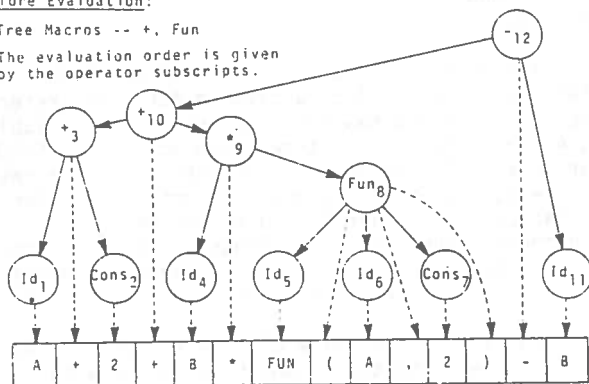 Evaluation:
Tree Macros -- +, Fun
The evaluation order is given
by the operator subscripts.
-12
+10
+3
*9
Fun8
Id1
Cons2
Id4
Id5
Id6
Cons7
Id11
A + 2 + B * FUN ( A , 2 ) - B